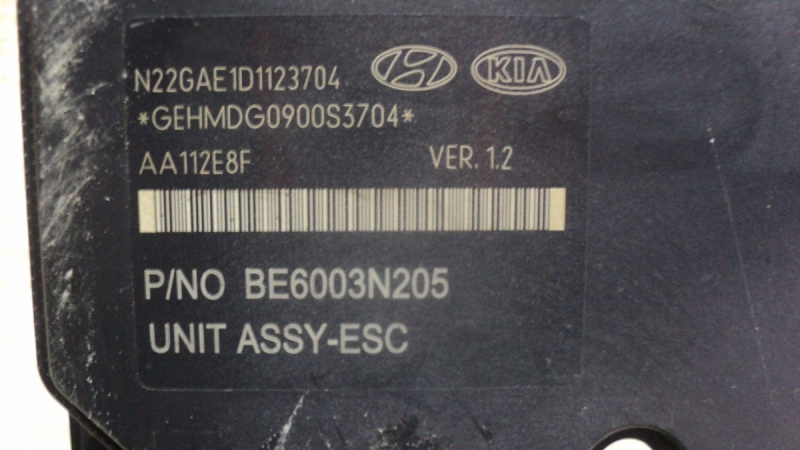 N22GAE1D1123704
KIA
*GEHMDG0900S3704*
AA112E8F VER. 1.2
P/NO BE6003N205
UNIT ASSY-ESC